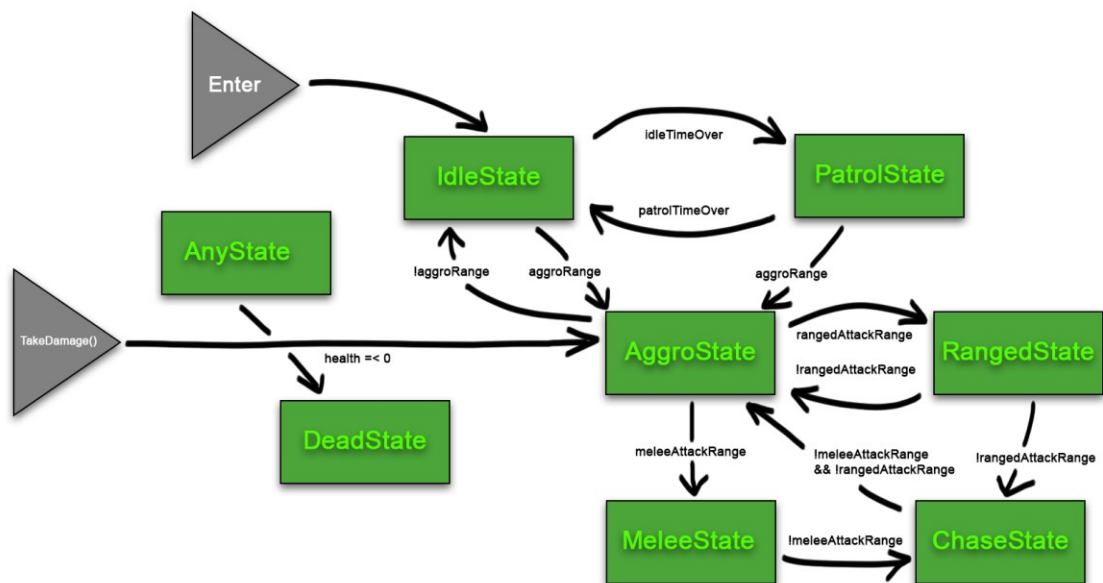 Enter
idleTimeOver
IdleState
PatrolState
patrolTimeOver
AnyState
!aggroRange
aggroRange
aggroRange
TakeDamage()
health =< 0
AggroState
rangedAttackRange
!rangedAttackRange
RangedState
DeadState
meleeAttackRange
!meleeAttackRange
&& !rangedAttackRange
!rangedAttackRange
MeleeState
!meleeAttackRange
ChaseState